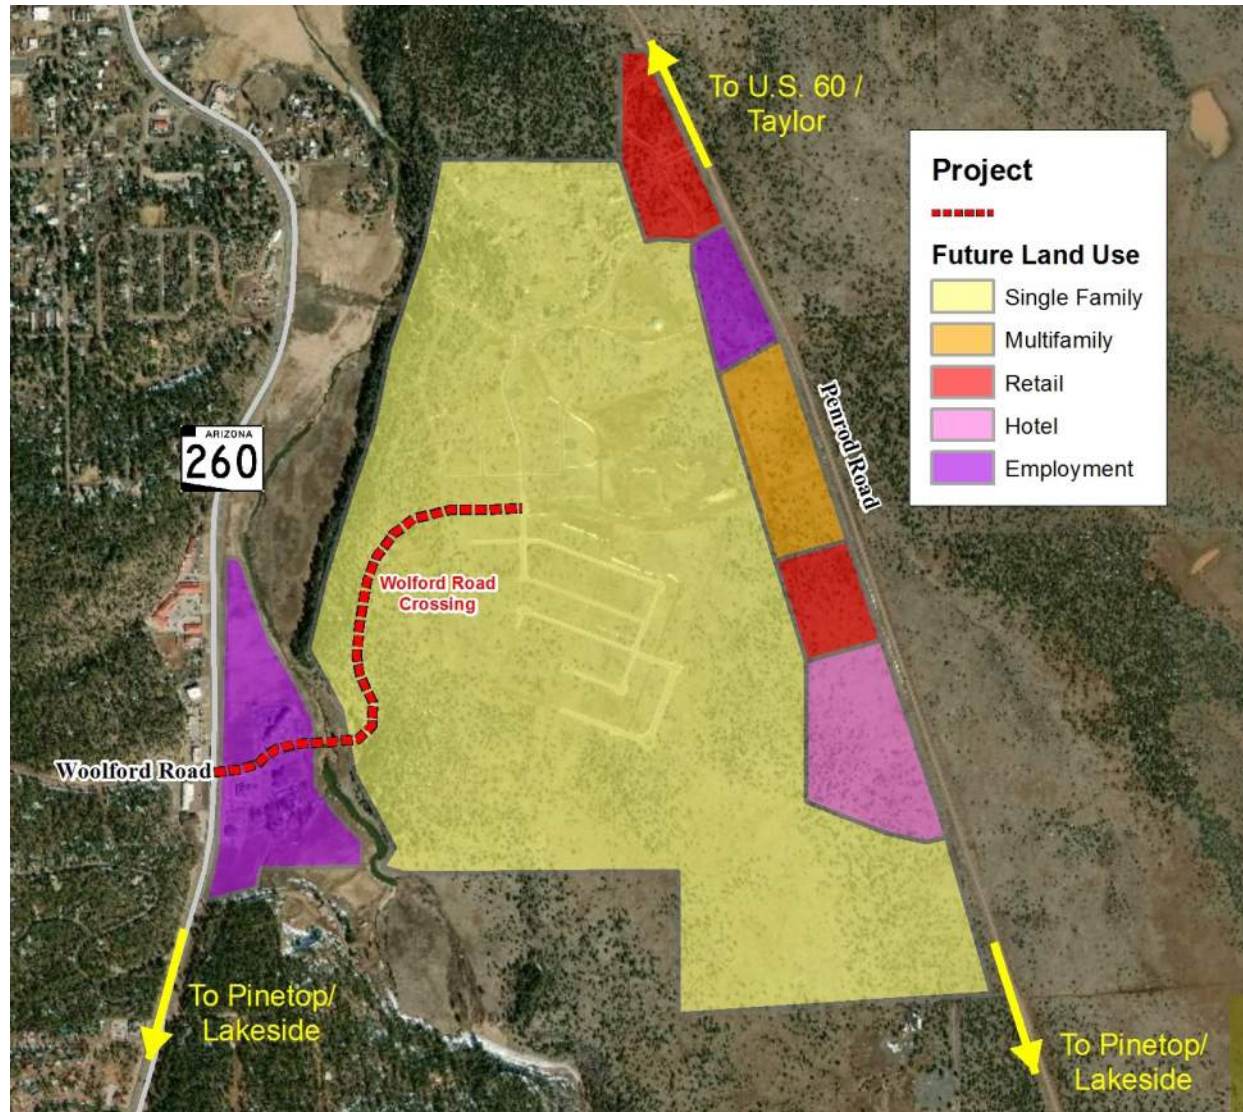 To U.S. 60 /
Taylor
Project
Future Land Use
Single Family
Multifamily
Retail
Hotel
Employment
Penrod Road
ARIZONA
260
Wolford Road
Crossing
Woolford Road
To Pinetop/
Lakeside
To Pinetop/
Lakeside